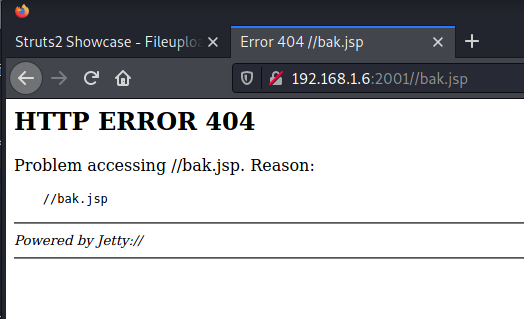 Struts2 Showcase - Fileuploa
Error 404 //bak.jsp
192.168.1.6:2001//bak.jsp
HTTP ERROR 404
Problem accessing //bak.jsp. Reason:
//bak.jsp
Powered by Jetty://